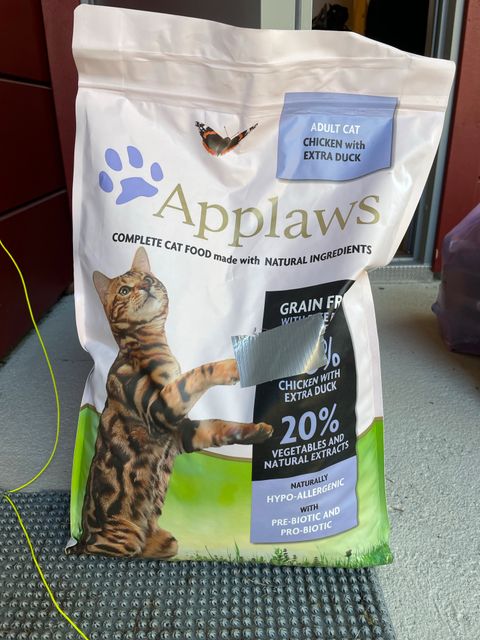 ADULT CAT
CHICKEN with
EXTRA DUCK
Applaws
COMPLETE CAT FOOD made with NATURAL INGREDIENTS
GRAIN
WITH
%
CHICKEN WITH
EXTRA DUCK
20%
VEGETABLES AND
NATURAL EXTRACTS
NATURALLY
HYPO-ALLERGENIC
WITH
PRE-BIOTIC AND
PRO-BIOTIC